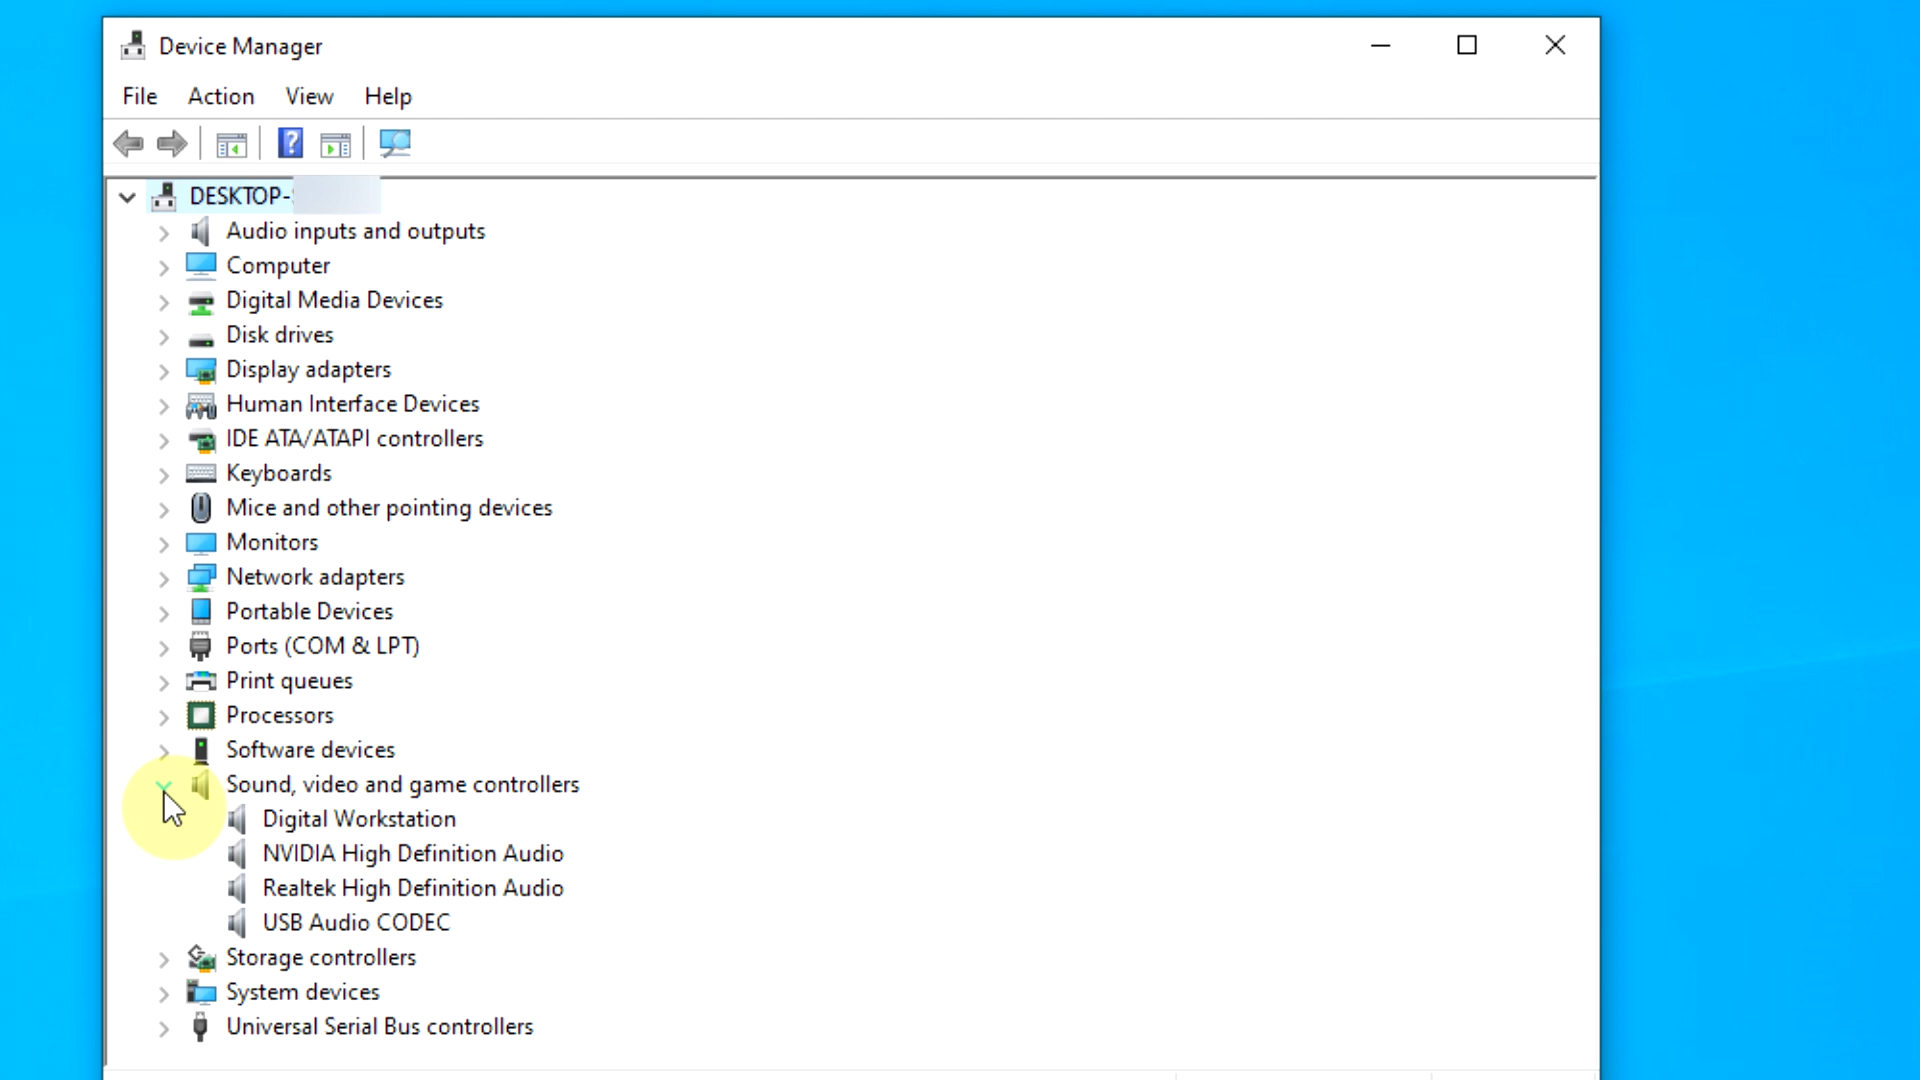 Device Manager
File Action View Help
DESKTOP-
Audio inputs and outputs
Computer
Digital Media Devices
Disk drives
Display adapters
Human Interface Devices
IDE ATA/ATAPI controllers
Keyboards
Mice and other pointing devices
Monitors
Network adapters
Portable Devices
Ports (COM & LPT)
Print queues
Processors
Software devices
Sound, video and game controllers
Digital Workstation
NVIDIA High Definition Audio
Realtek High Definition Audio
USB Audio CODEC
Storage controllers
System devices
Universal Serial Bus controllers